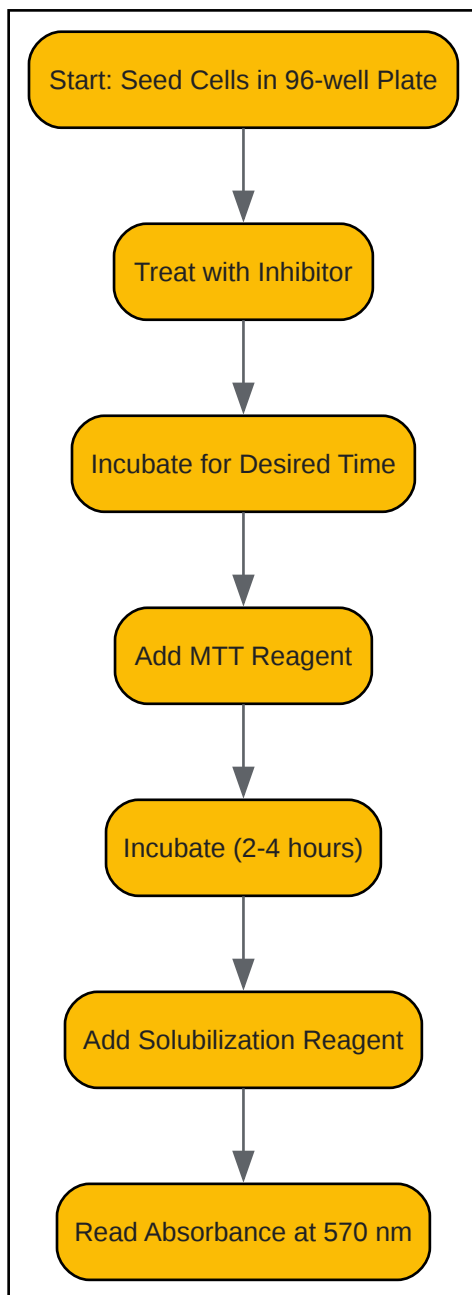 Start: Seed Cells in 96-well Plate
Treat with Inhibitor
Incubate for Desired Time
Add MTT Reagent
Incubate (2-4 hours)
Add Solubilization Reagent
Read Absorbance at 570 nm